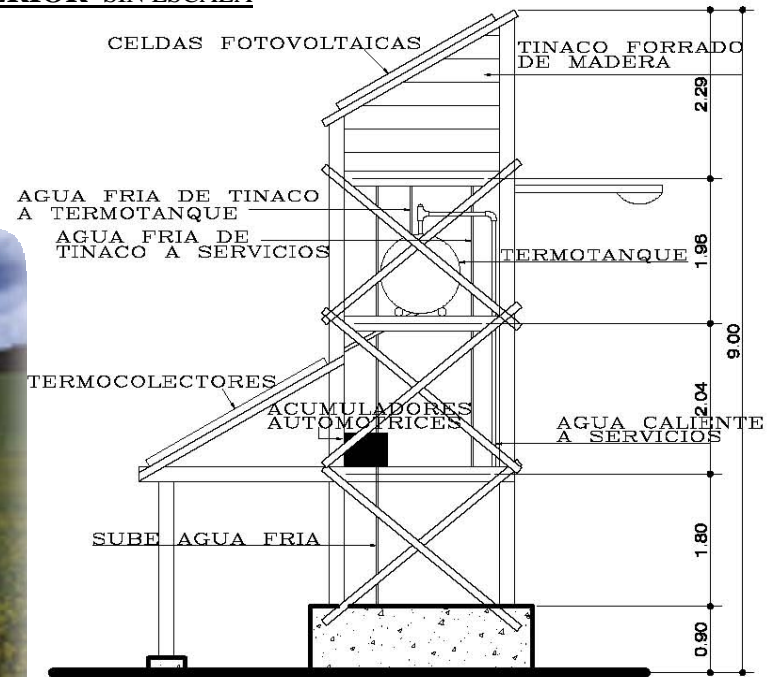 ERIOR SIN ESCALA
CELDAS FOTOVOLTAICAS
TINACO FORRADO
DE MADERA
2.29
AGUA FRIA DE TINACO
A TERMOTANQUE
AGUA FRIA DE
TINACO A SERVICIOS
TERMOTANQUE
1.96
9.00
TERMOCOLECTORES
ACUMULADORES
AUTOMOTRICES
2.04
AGUA CALIENTE
A SERVICIOS
SUBE AGUA FRIA
1.80
0.90